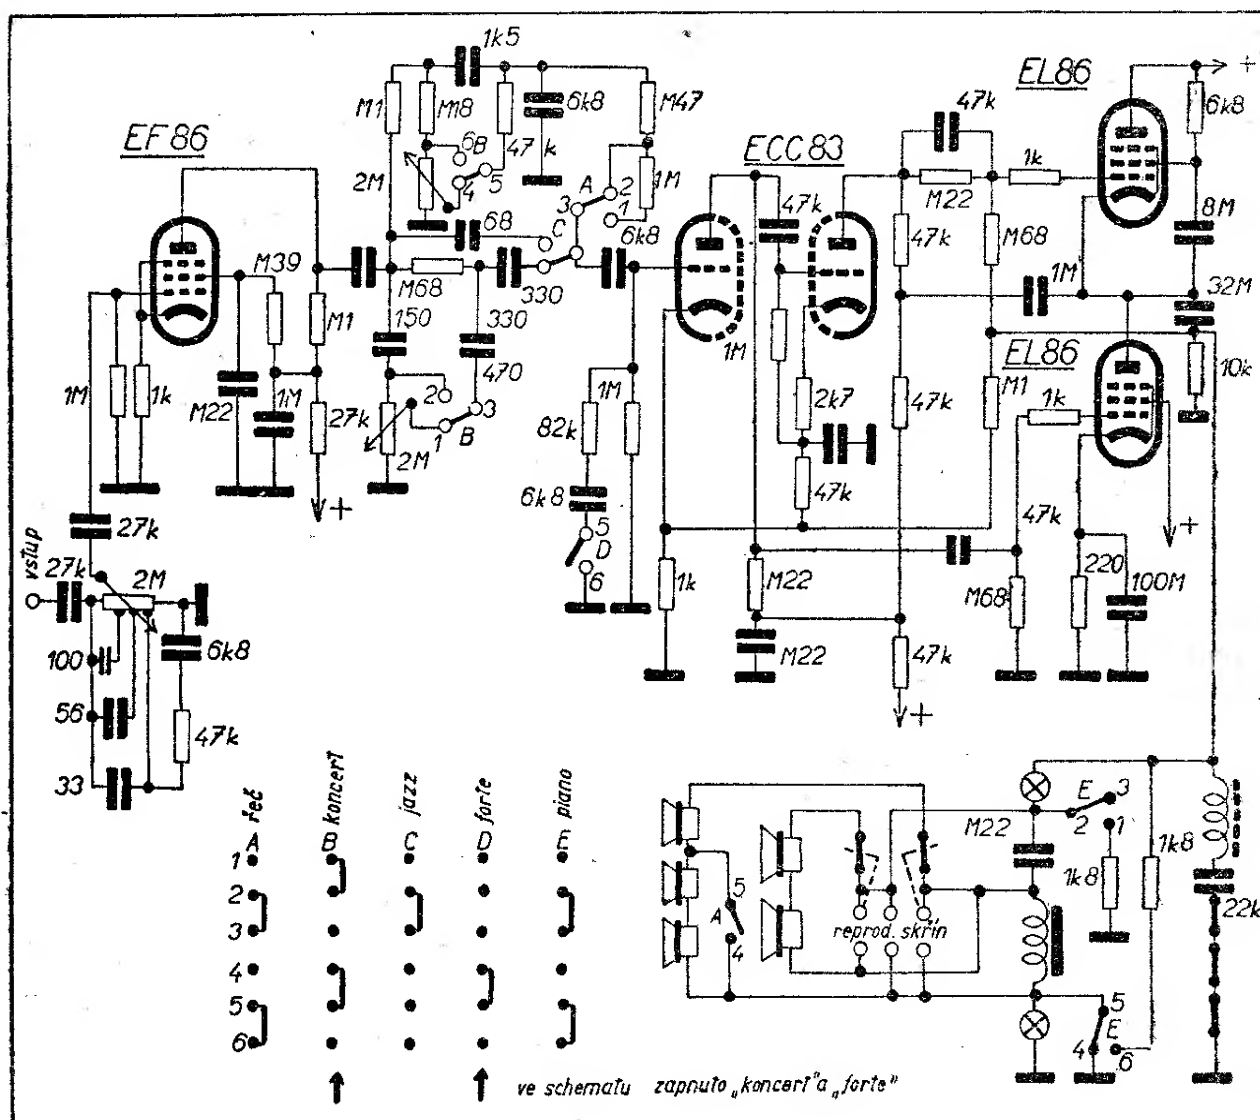 1k5
EL86
+
M1
M18
6k8
M47
47k
6k8
EF86
6B
47k
ECC83
1k
2M
5
A
2
1M
4
3
1
47k
M22
8M
68
C
6k8
47k
M68
M39
1M
32M
M68
330
M1
150
330
1M
EL86
10k
1M
1k
M22
1M
27k
470
2
3
1
B
2M
1M
82k
2k7
47k
M1
1k
+
6k8
47k
47k
+
27k
5
D
6
vstup
27k
2M
1k
M22
M68
220
100M
6k8
M22
47k
100
+
56
47k
33
řeč
koncert
jazz
forte
piano
A
B
C
D
E
1
2
3
4
5
6
E
3
2
1
M22
1k8
1k8
5
A
4
22k
reprod. skříň
5
E
4
6
ve schematu zapnuto „koncert" a „forte"